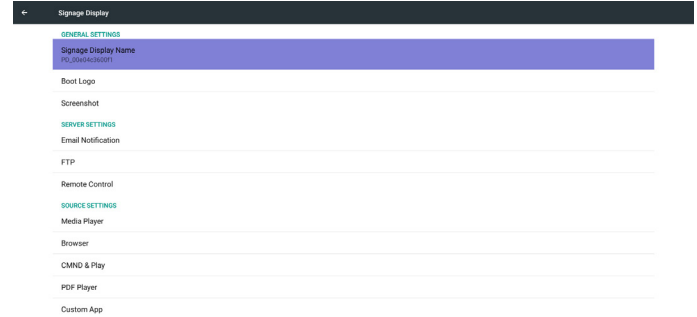 Signage Display
GENERAL SETTINGS
Signage Display Name
PD_00e04c3600f1
Boot Logo
Screenshot
SERVER SETTINGS
Email Notification
FTP
Remote Control
SOURCE SETTINGS
Media Player
Browser
CMND & Play
PDF Player
Custom App